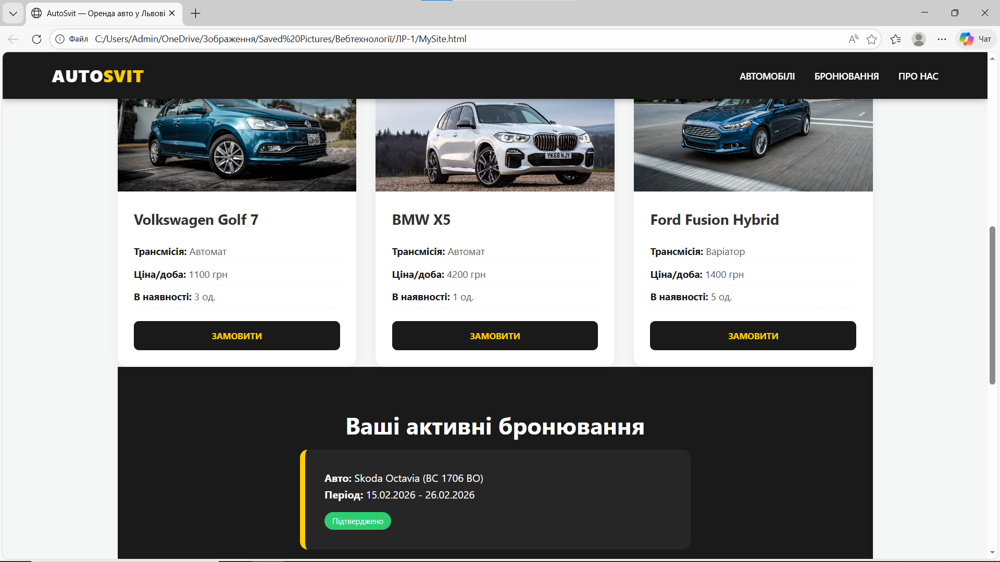 AutoSvit — Оренда авто у Львові
Файл C:/Users/Admin/OneDrive/Зображення/Saved%20Pictures/Вебтехнології/ЛР-1/MySite.html
Чат
AUTOSVIT
АВТОМОБІЛІ БРОНЮВАННЯ ПРО НАС
YK68 NJY
Volkswagen Golf 7
Трансмісія: Автомат
Ціна/доба: 1100 грн
В наявності: 3 од.
ЗАМОВИТИ
BMW X5
Трансмісія: Автомат
Ціна/доба: 4200 грн
В наявності: 1 од.
ЗАМОВИТИ
Ford Fusion Hybrid
Трансмісія: Варіатор
Ціна/доба: 1400 грн
В наявності: 5 од.
ЗАМОВИТИ
Ваші активні бронювання
Авто: Skoda Octavia (BC 1706 BO)
Період: 15.02.2026 - 26.02.2026
Підтверджено